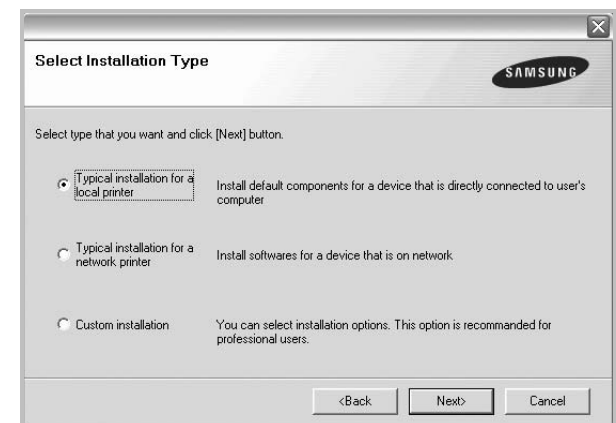 Select Installation Type
SAMSUNG
Select type that you want and click [Next] button.
Typical installation for a
local printer
Install default components for a device that is directly connected to user's
computer
Typical installation for a
network printer
Install softwares for a device that is on network
Custom installation
You can select installation options. This option is recommanded for
professional users.
<Back
Next>
Cancel